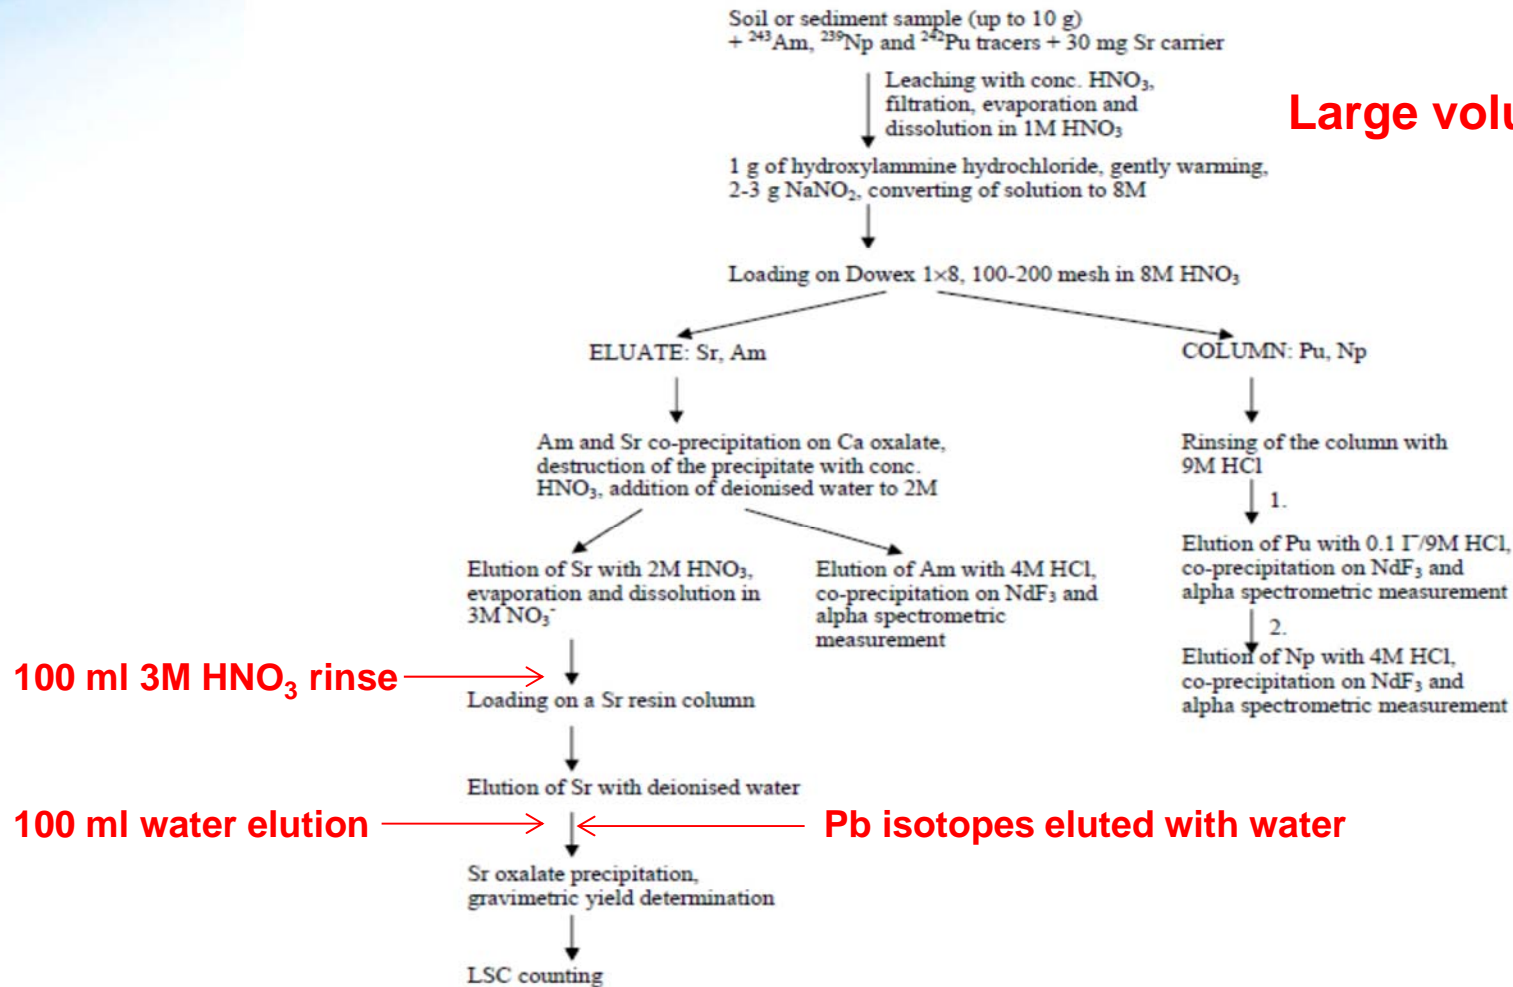 Soil or sediment sample (up to 10 g)
+ ²⁴³Am, ²³⁹Np and ²⁴²Pu tracers + 30 mg Sr carrier
Leaching with conc. HNO₃,
filtration, evaporation and
dissolution in 1M HNO₃
Large volu
1 g of hydroxylammine hydrochloride, gently warming,
2-3 g NaNO₂, converting of solution to 8M
Loading on Dowex 1×8, 100-200 mesh in 8M HNO₃
ELUATE: Sr, Am
COLUMN: Pu, Np
Am and Sr co-precipitation on Ca oxalate,
destruction of the precipitate with conc.
HNO₃, addition of deionised water to 2M
Rinsing of the column with
9M HCl
1.
Elution of Sr with 2M HNO₃,
evaporation and dissolution in
3M NO₃⁻
Elution of Am with 4M HCl,
co-precipitation on NdF₃ and
alpha spectrometric
measurement
Elution of Pu with 0.1 I⁻/9M HCl,
co-precipitation on NdF₃ and
alpha spectrometric measurement
2.
Elution of Np with 4M HCl,
co-precipitation on NdF₃ and
alpha spectrometric measurement
100 ml 3M HNO₃ rinse
Loading on a Sr resin column
Elution of Sr with deionised water
100 ml water elution
Pb isotopes eluted with water
Sr oxalate precipitation,
gravimetric yield determination
LSC counting